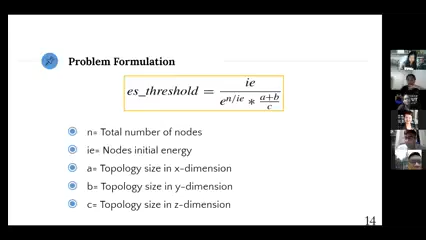 Problem Formulation
es_threshold = ie / e^{n/ie} * (a+b)/c
n= Total number of nodes
ie= Nodes initial energy
a= Topology size in x-dimension
b= Topology size in y-dimension
c= Topology size in z-dimension
14